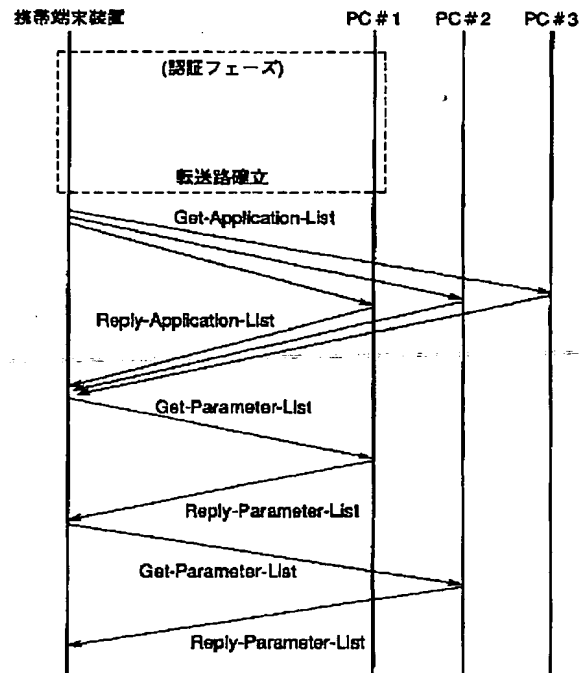 携帯端末装置 PC#1 PC#2 PC#3
(認証フェーズ)
転送路確立
Get-Application-List
Reply-Application-List
Get-Parameter-List
Reply-Parameter-List
Get-Parameter-List
Reply-Parameter-List